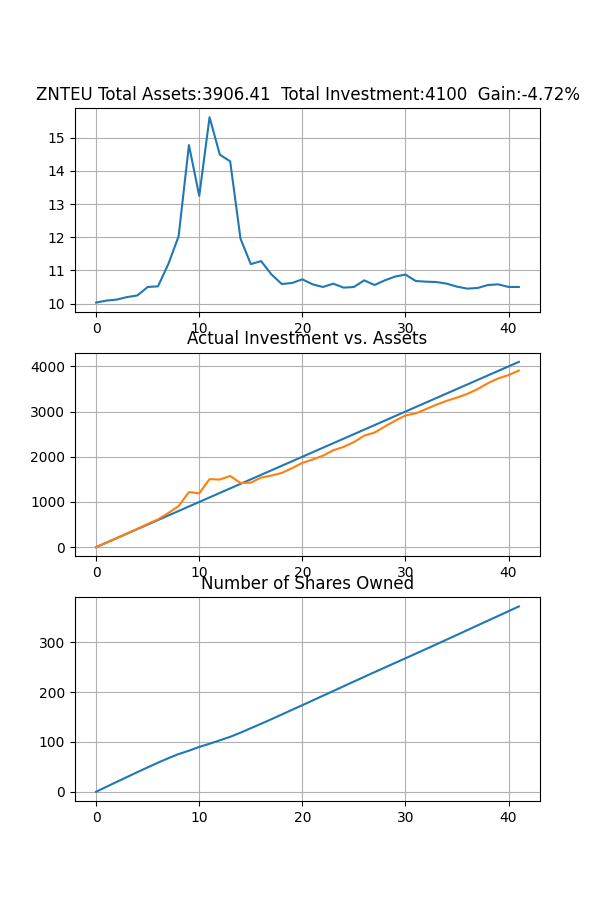 ZNTEU Total Assets:3906.41  Total Investment:4100  Gain:-4.72%
15
14
13
12
11
10
0 10 20 30 40
Actual Investment vs. Assets
4000
3000
2000
1000
0
0 10 20 30 40
Number of Shares Owned
300
200
100
0
0 10 20 30 40